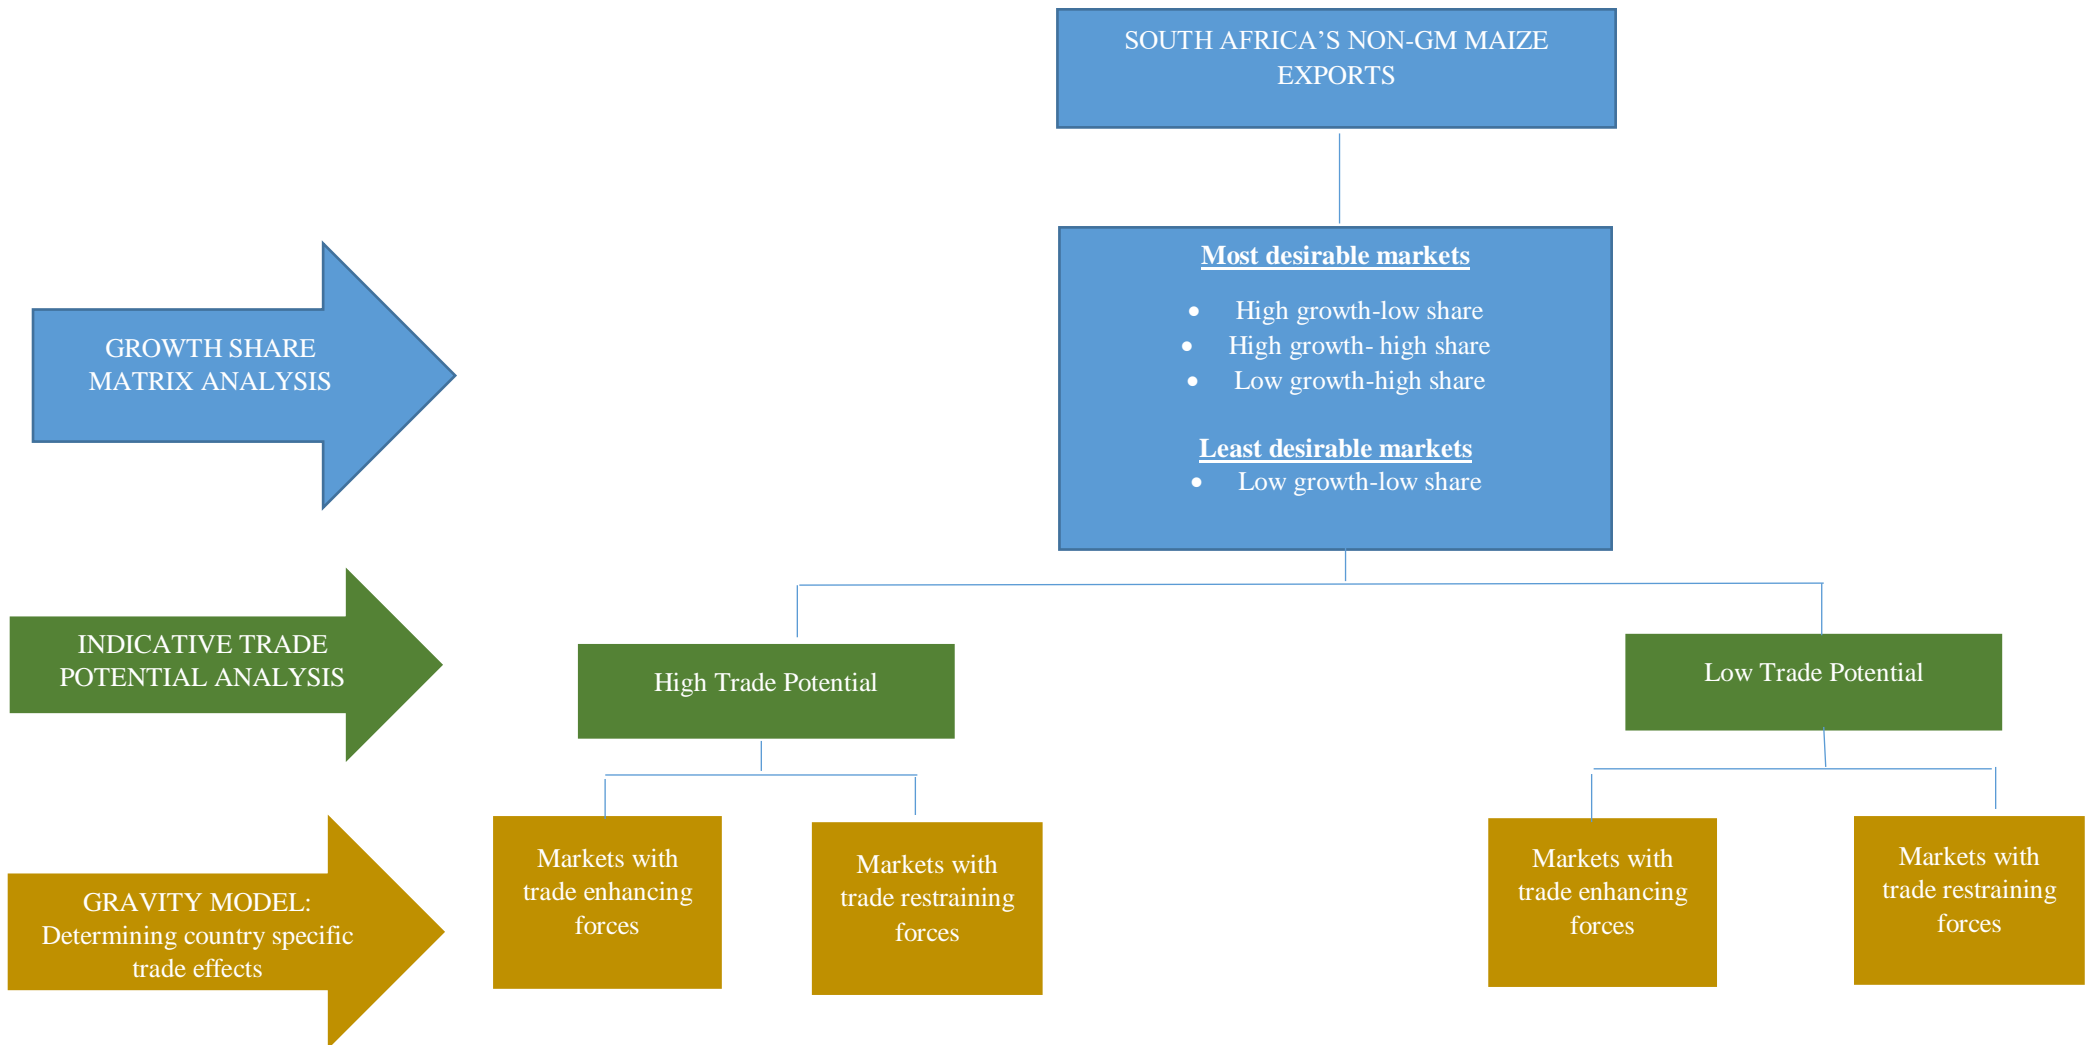 SOUTH AFRICA’S NON-GM MAIZE
EXPORTS
GROWTH SHARE
MATRIX ANALYSIS
Most desirable markets
• High growth-low share
• High growth- high share
• Low growth-high share
Least desirable markets
• Low growth-low share
INDICATIVE TRADE
POTENTIAL ANALYSIS
High Trade Potential
Low Trade Potential
GRAVITY MODEL:
Determining country specific
trade effects
Markets with
trade enhancing
forces
Markets with
trade restraining
forces
Markets with
trade enhancing
forces
Markets with
trade restraining
forces